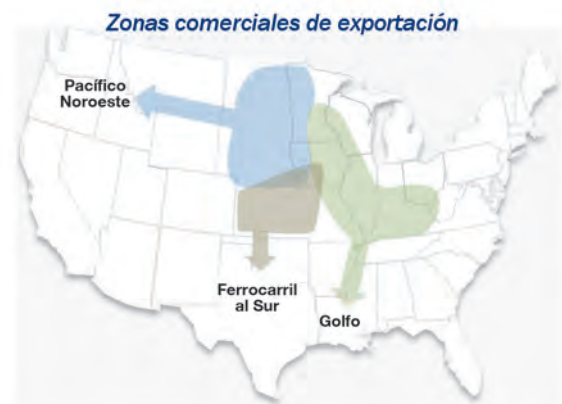 Zonas comerciales de exportación
Pacífico
Noroeste
Ferrocarril
al Sur
Golfo